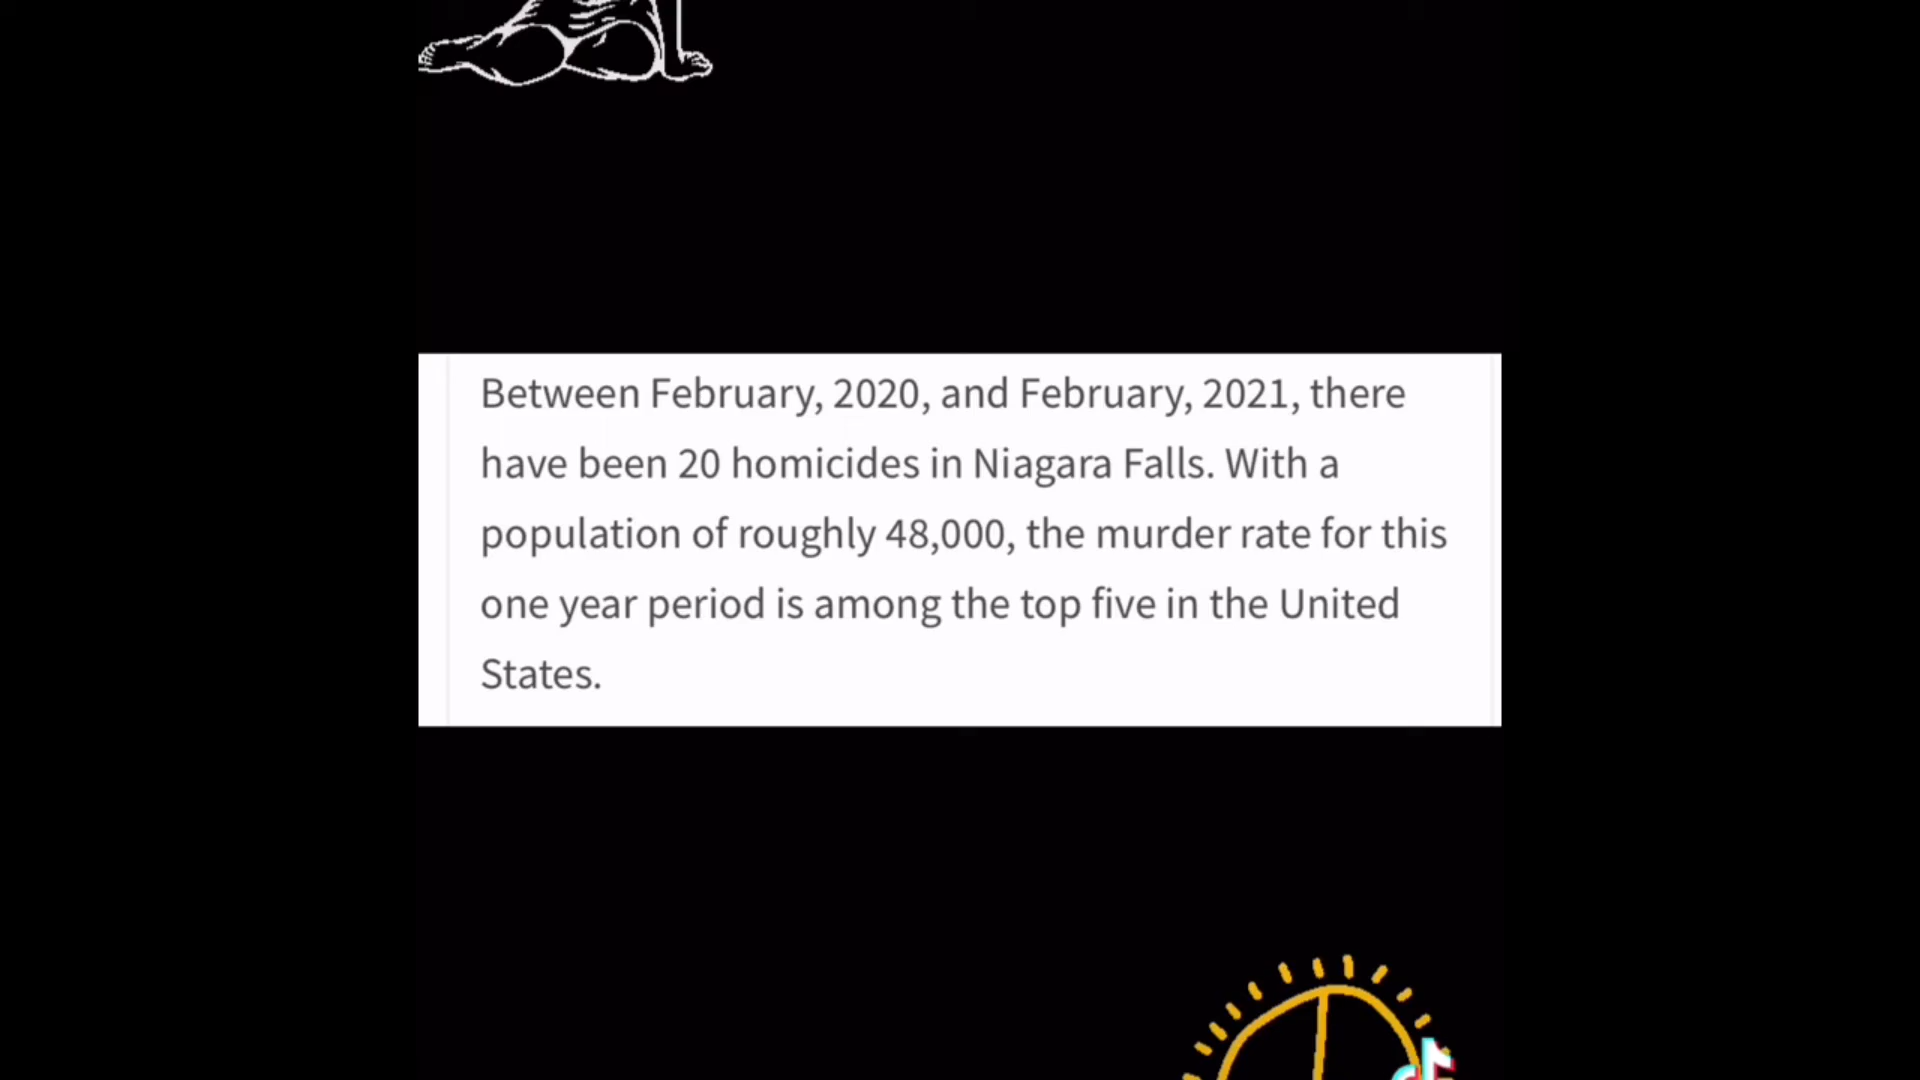 Between February, 2020, and February, 2021, there
have been 20 homicides in Niagara Falls. With a
population of roughly 48,000, the murder rate for this
one year period is among the top five in the United
States.